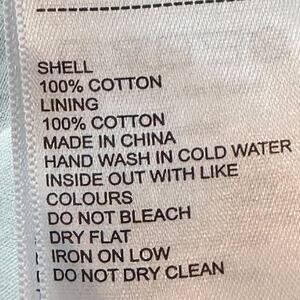 SHELL
100% COTTON
LINING
100% COTTON
MADE IN CHINA
HAND WASH IN COLD WATER
INSIDE OUT WITH LIKE
COLOURS
DO NOT BLEACH
DRY FLAT
IRON ON LOW
DO NOT DRY CLEAN